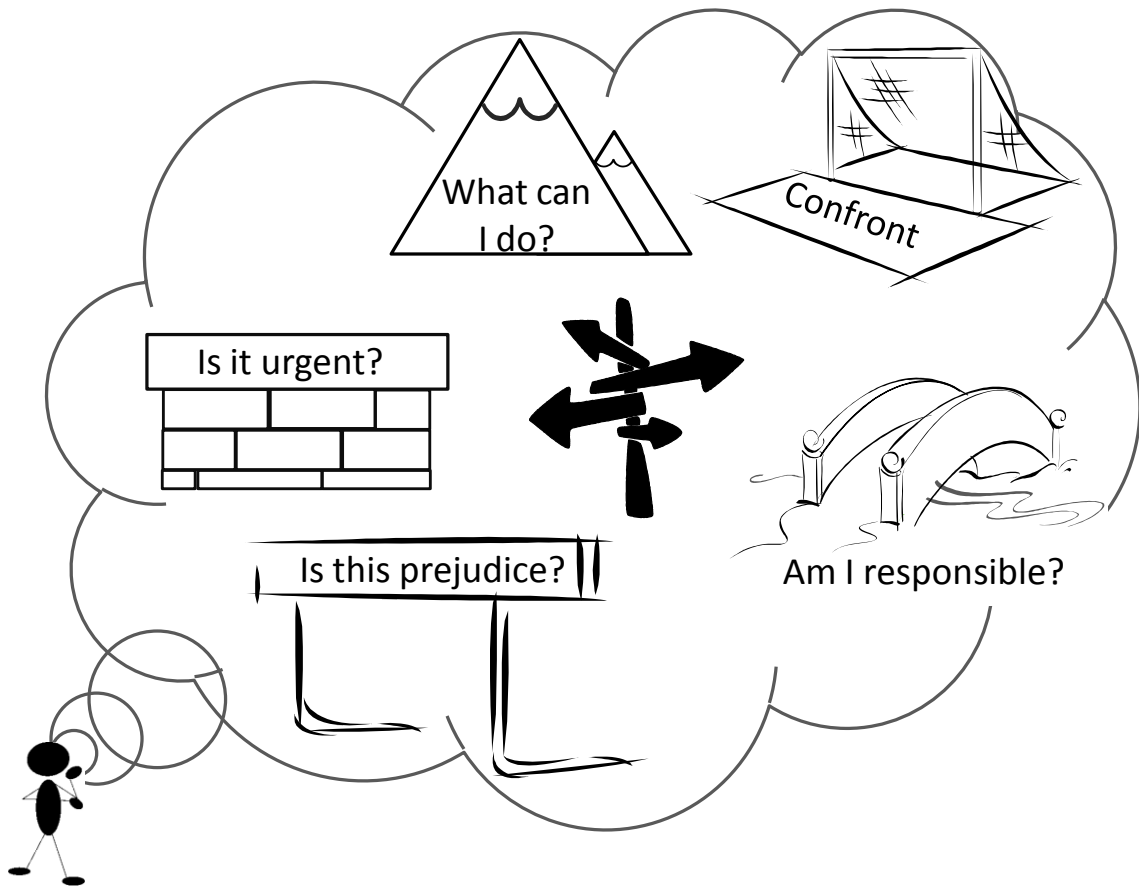 What can
I do?
Confront
Is it urgent?
Is this prejudice?
Am I responsible?